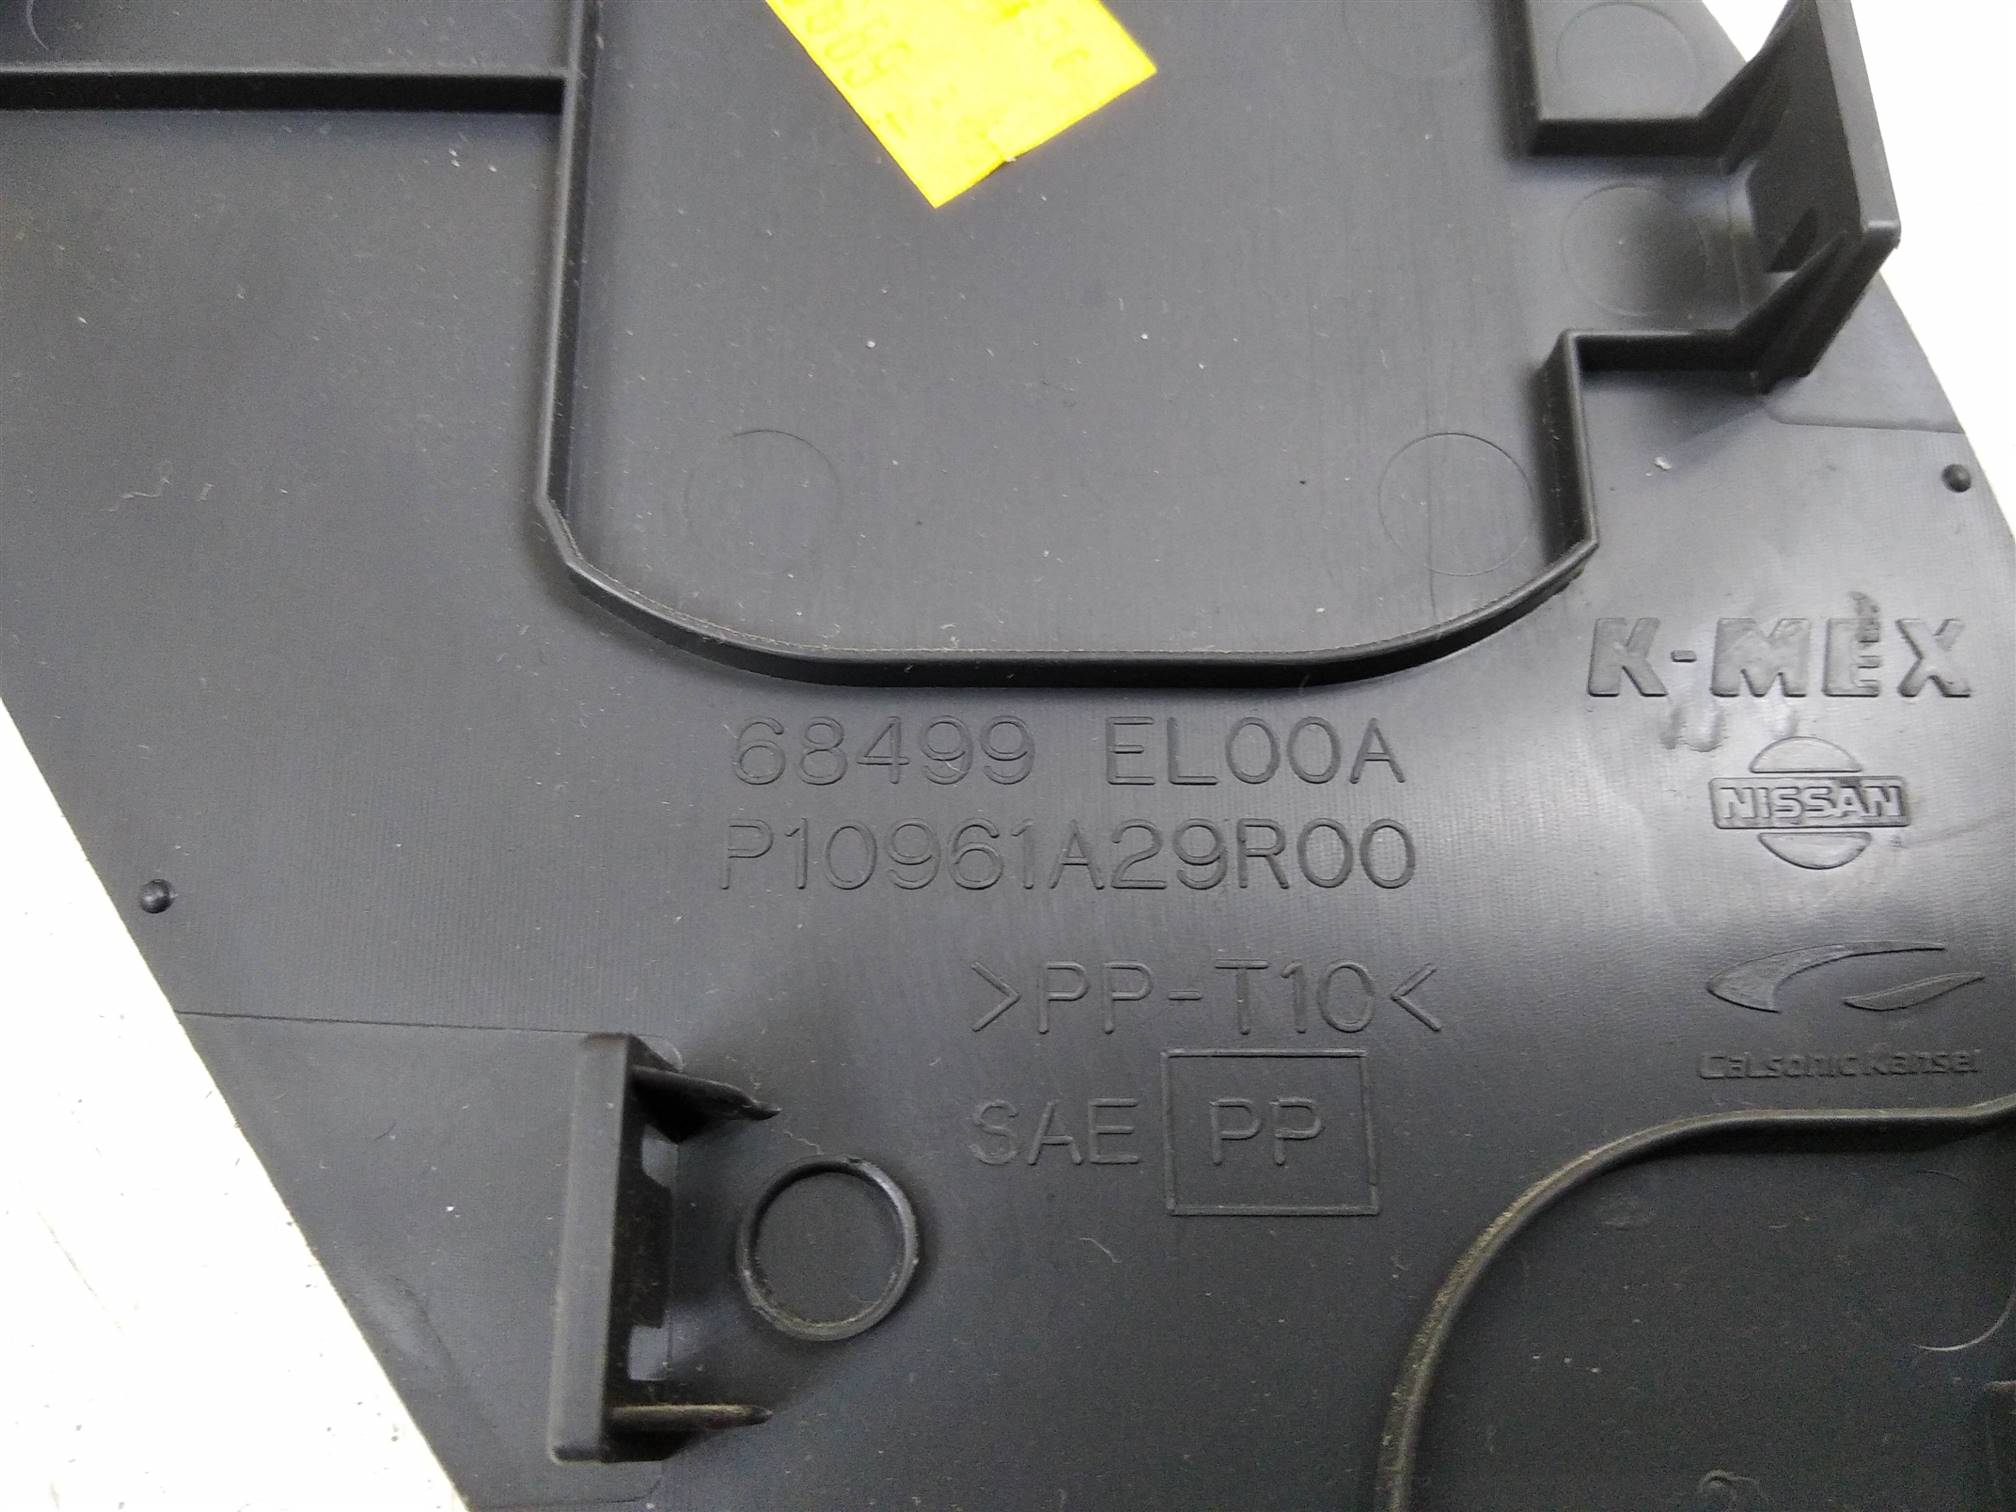 K-MEX
68499 EL00A
NISSAN
P10961A29R00
>PP-T10<
CalsonicKansei
SAE PP